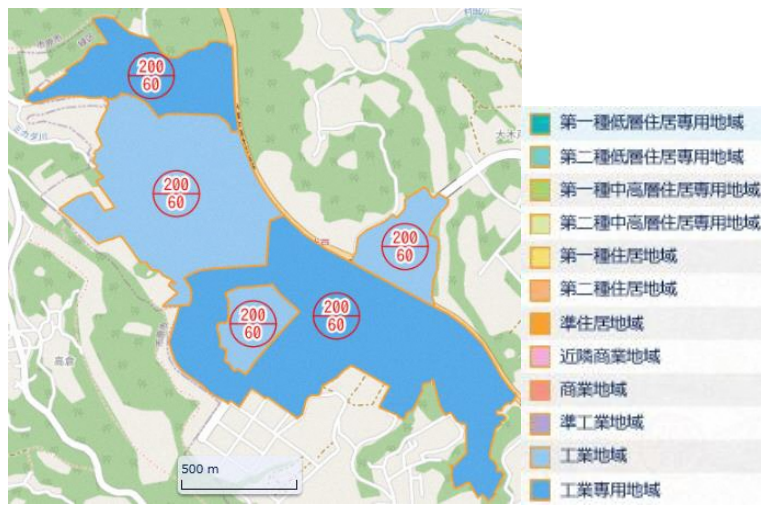 200
60
200
60
200
60
200
60
200
60
高倉
500 m
第一種低層住居専用地域
第二種低層住居専用地域
第一種中高層住居専用地域
第二種中高層住居専用地域
第一種住居地域
第二種住居地域
準住居地域
近隣商業地域
商業地域
準工業地域
工業地域
工業専用地域